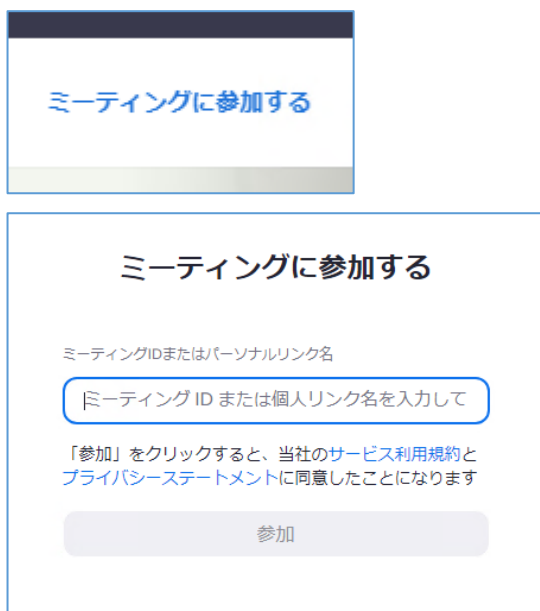 ミーティングに参加する
ミーティングに参加する
ミーティングIDまたはパーソナルリンク名
ミーティング ID または個人リンク名を入力して
「参加」をクリックすると、当社のサービス利用規約と
プライバシーステートメントに同意したことになります
参加